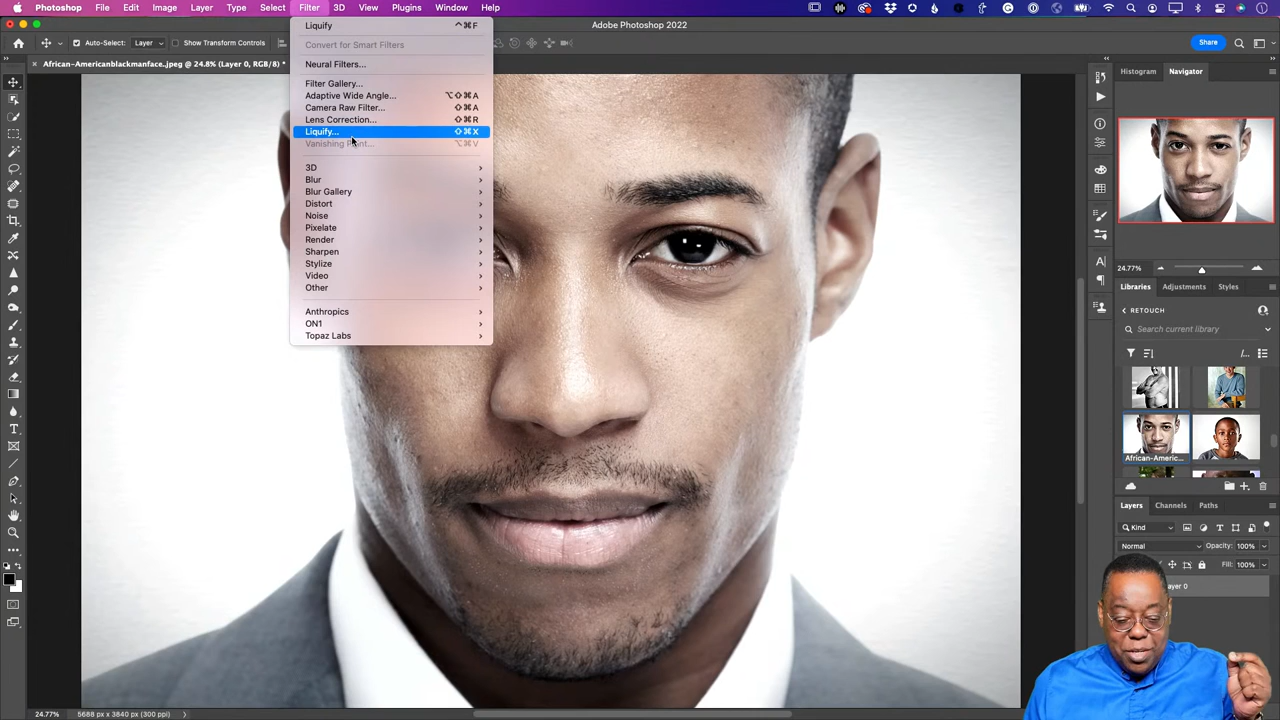 Photoshop File Edit Image Layer Type Select Filter 3D View Plugins Window Help
Adobe Photoshop 2022
Auto-Select: Layer Show Transform Controls
Share
African-Americanblackmanface..jpeg @ 24.8% (Layer 0, RGB/8) *
Liquify ^⌘F
Convert for Smart Filters
Neural Filters...
Filter Gallery...
Adaptive Wide Angle... ⌥⇧⌘A
Camera Raw Filter... ⇧⌘A
Lens Correction... ⇧⌘R
Liquify... ⇧⌘X
Vanishing ...
⌥⌘V
3D
Blur
Blur Gallery
Distort
Noise
Pixelate
Render
Sharpen
Stylize
Video
Other
Anthropics
ON1
Topaz Labs
Histogram Navigator
24.77%
Libraries Adjustments Styles
RETOUCH
Search current library
African-Americ...
Layers Channels Paths
Kind
Normal Opacity: 100%
Fill: 100%
ayer 0
24.77% 5688 px x 3840 px (300 ppi)